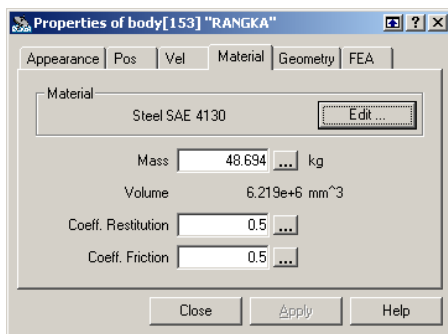 Properties of body[153] "RANGKA"
Appearance Pos Vel Material Geometry FEA
Material
Steel SAE 4130 Edit ...
Mass 48.694 ... kg
Volume 6.219e+6 mm^3
Coeff. Restitution 0.5 ...
Coeff. Friction 0.5 ...
Close Apply Help